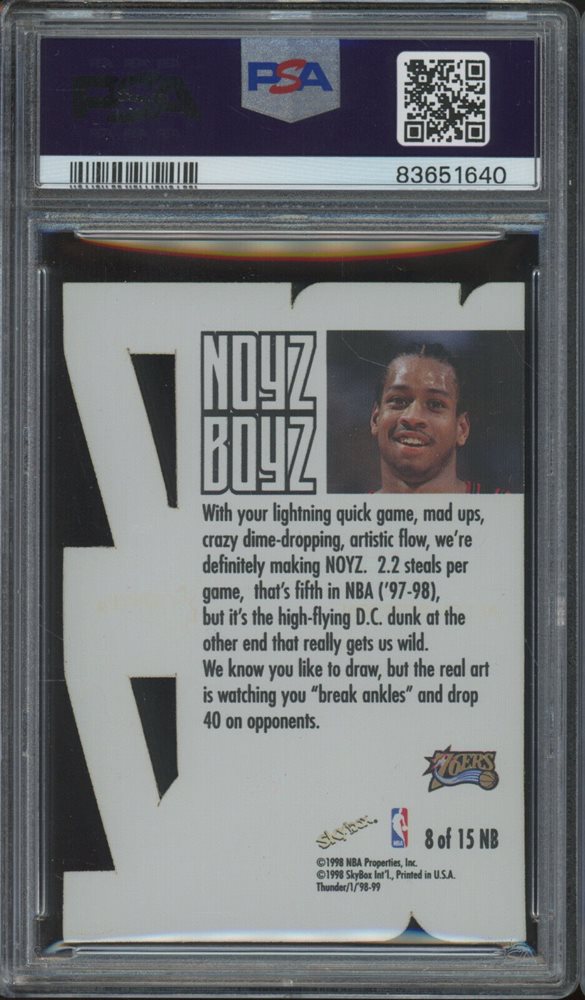 PSA
83651640
NOYZ
BOYZ
With your lightning quick game, mad ups,
crazy dime-dropping, artistic flow, we're
definitely making NOYZ. 2.2 steals per
game, that's fifth in NBA ('97-98),
but it's the high-flying D.C. dunk at the
other end that really gets us wild.
We know you like to draw, but the real art
is watching you "break ankles" and drop
40 on opponents.
76ERS
SkyBox.
NBA
8 of 15 NB
©1998 NBA Properties, Inc.
©1998 SkyBox Int'l., Printed in U.S.A.
Thunder/1/'98-99